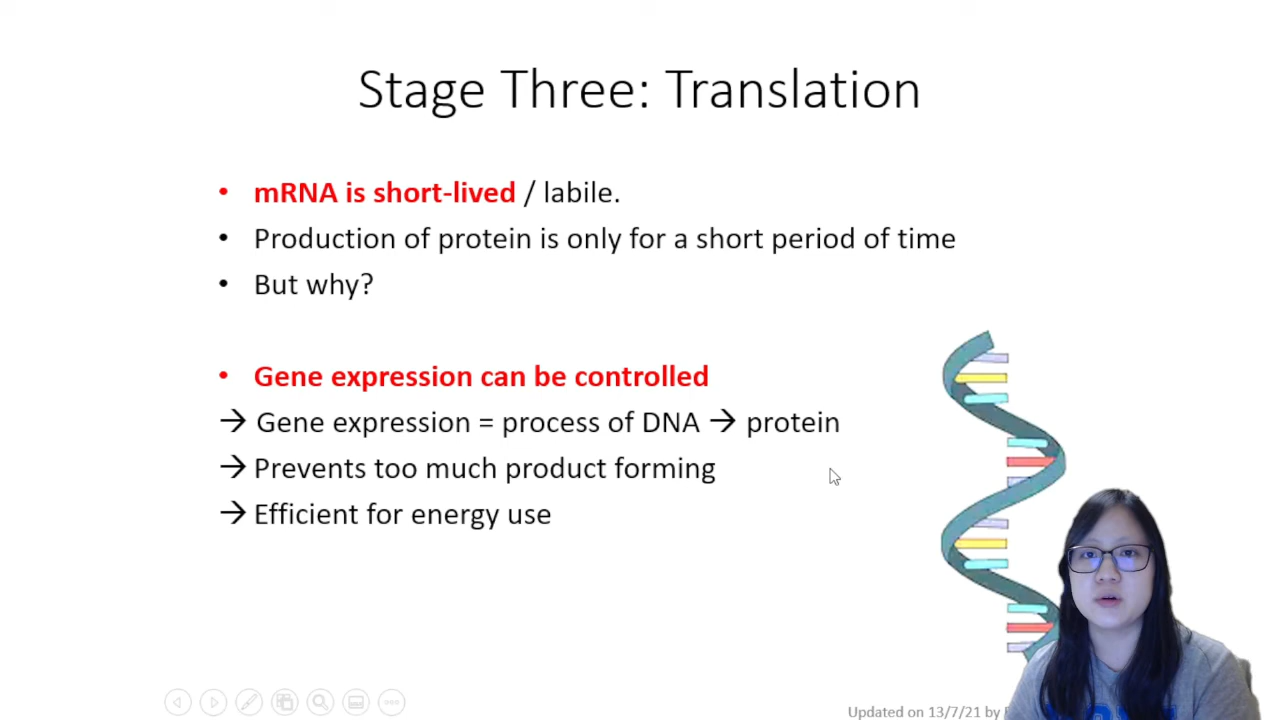 Stage Three: Translation
• mRNA is short-lived / labile.
• Production of protein is only for a short period of time
• But why?
• Gene expression can be controlled
→ Gene expression = process of DNA → protein
→ Prevents too much product forming
→ Efficient for energy use
Updated on 13/7/21 by